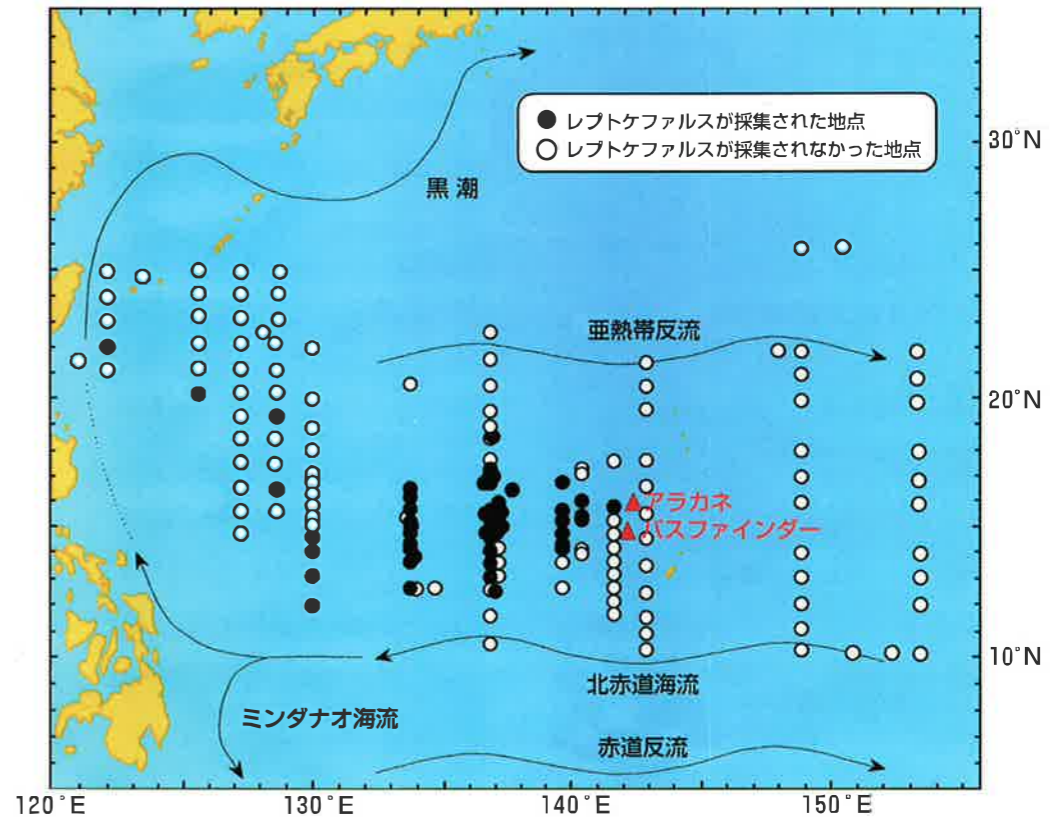 レプトケファルスが採集された地点
レプトケファルスが採集されなかった地点
30°N
黒潮
亜熱帯反流
20°N
アラカネ
パスファインダー
10°N
北赤道海流
ミンダナオ海流
赤道反流
120°E
130°E
140°E
150°E